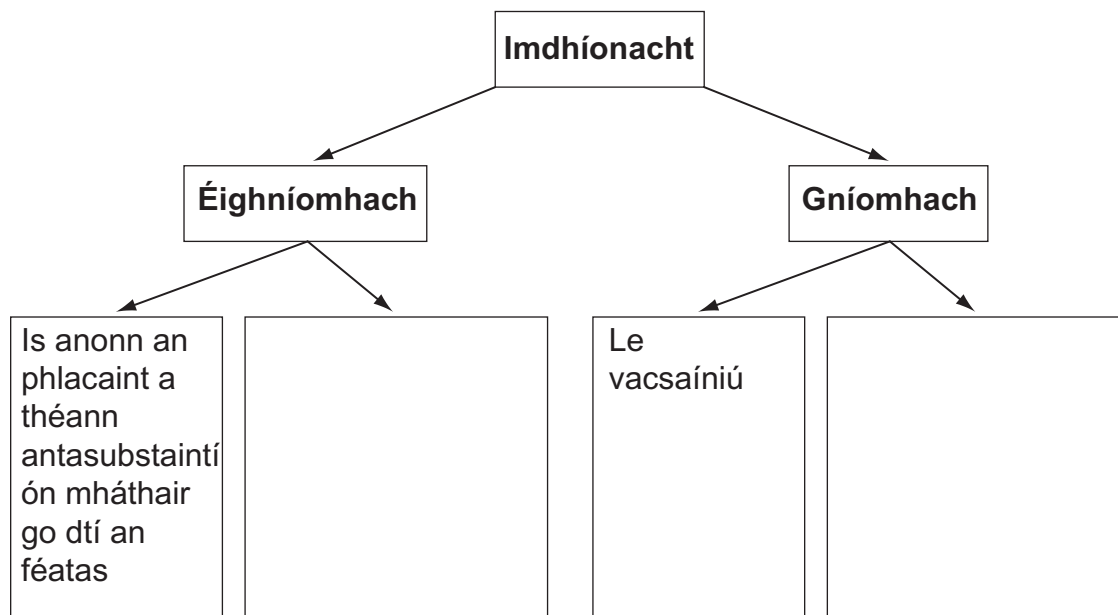 Imdhíonacht
Éighníomhach
Gníomhach
Is anonn an
phlacaint a
théann
antasubstaintí
ón mháthair
go dtí an
féatas
Le
vacsaíniú